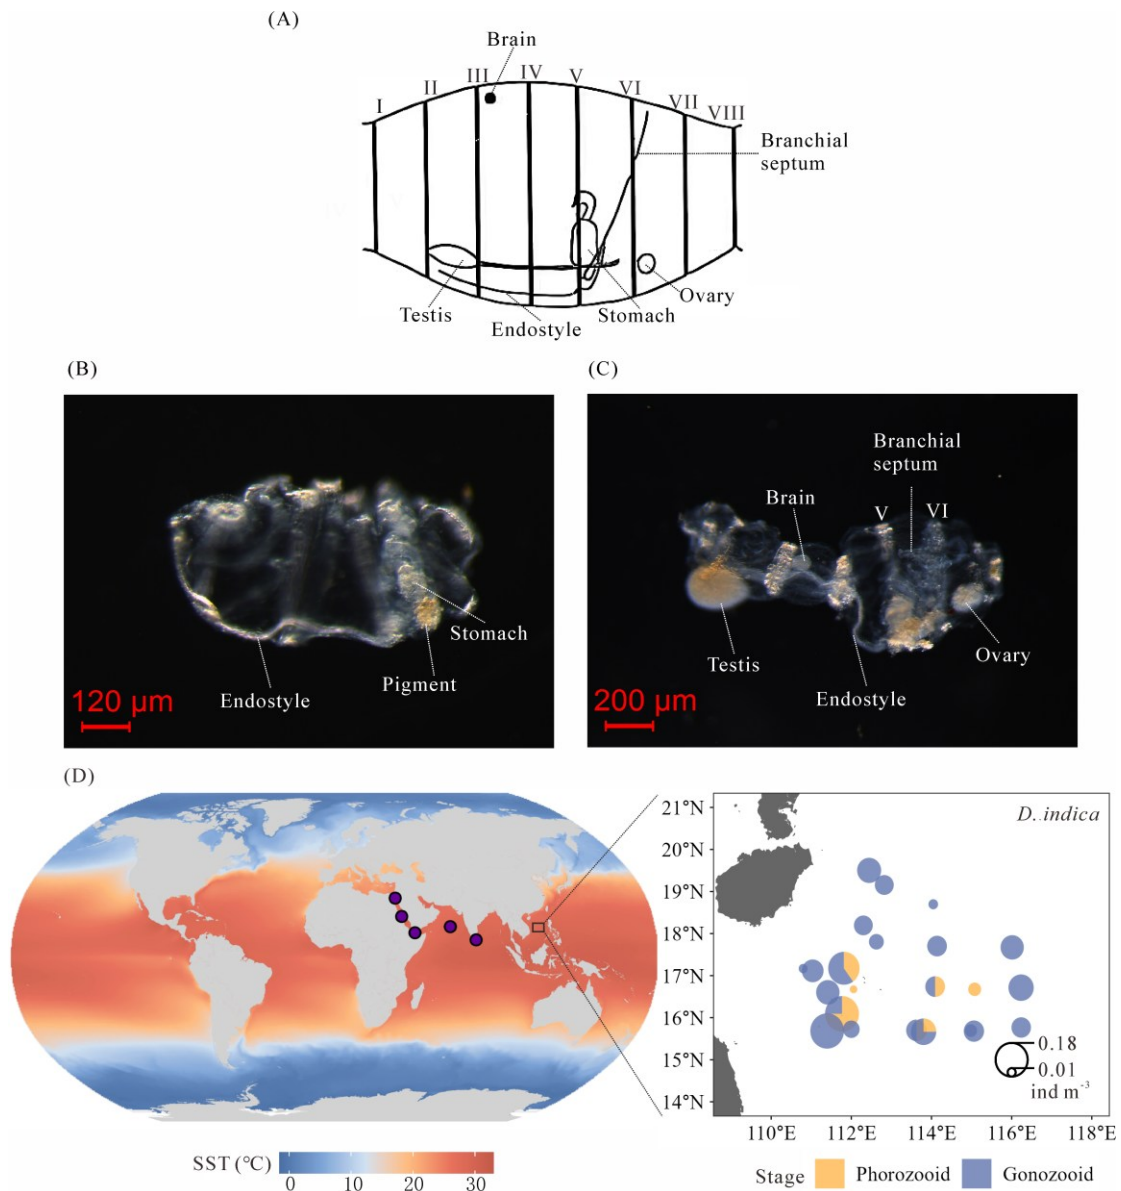 (A)
Brain
I
II
III
IV
V
VI
VII
VIII
Branchial
septum
Testis
Endostyle
Stomach
Ovary
(B)
Stomach
Pigment
Endostyle
120 µm
(C)
Branchial
septum
Brain
V
VI
Testis
Ovary
Endostyle
200 µm
(D)
SST (℃)
0
10
20
30
D. indica
21°N
20°N
19°N
18°N
17°N
16°N
15°N
14°N
0.18
0.01
ind m⁻³
110°E
112°E
114°E
116°E
118°E
Stage
Phorozooid
Gonozooid